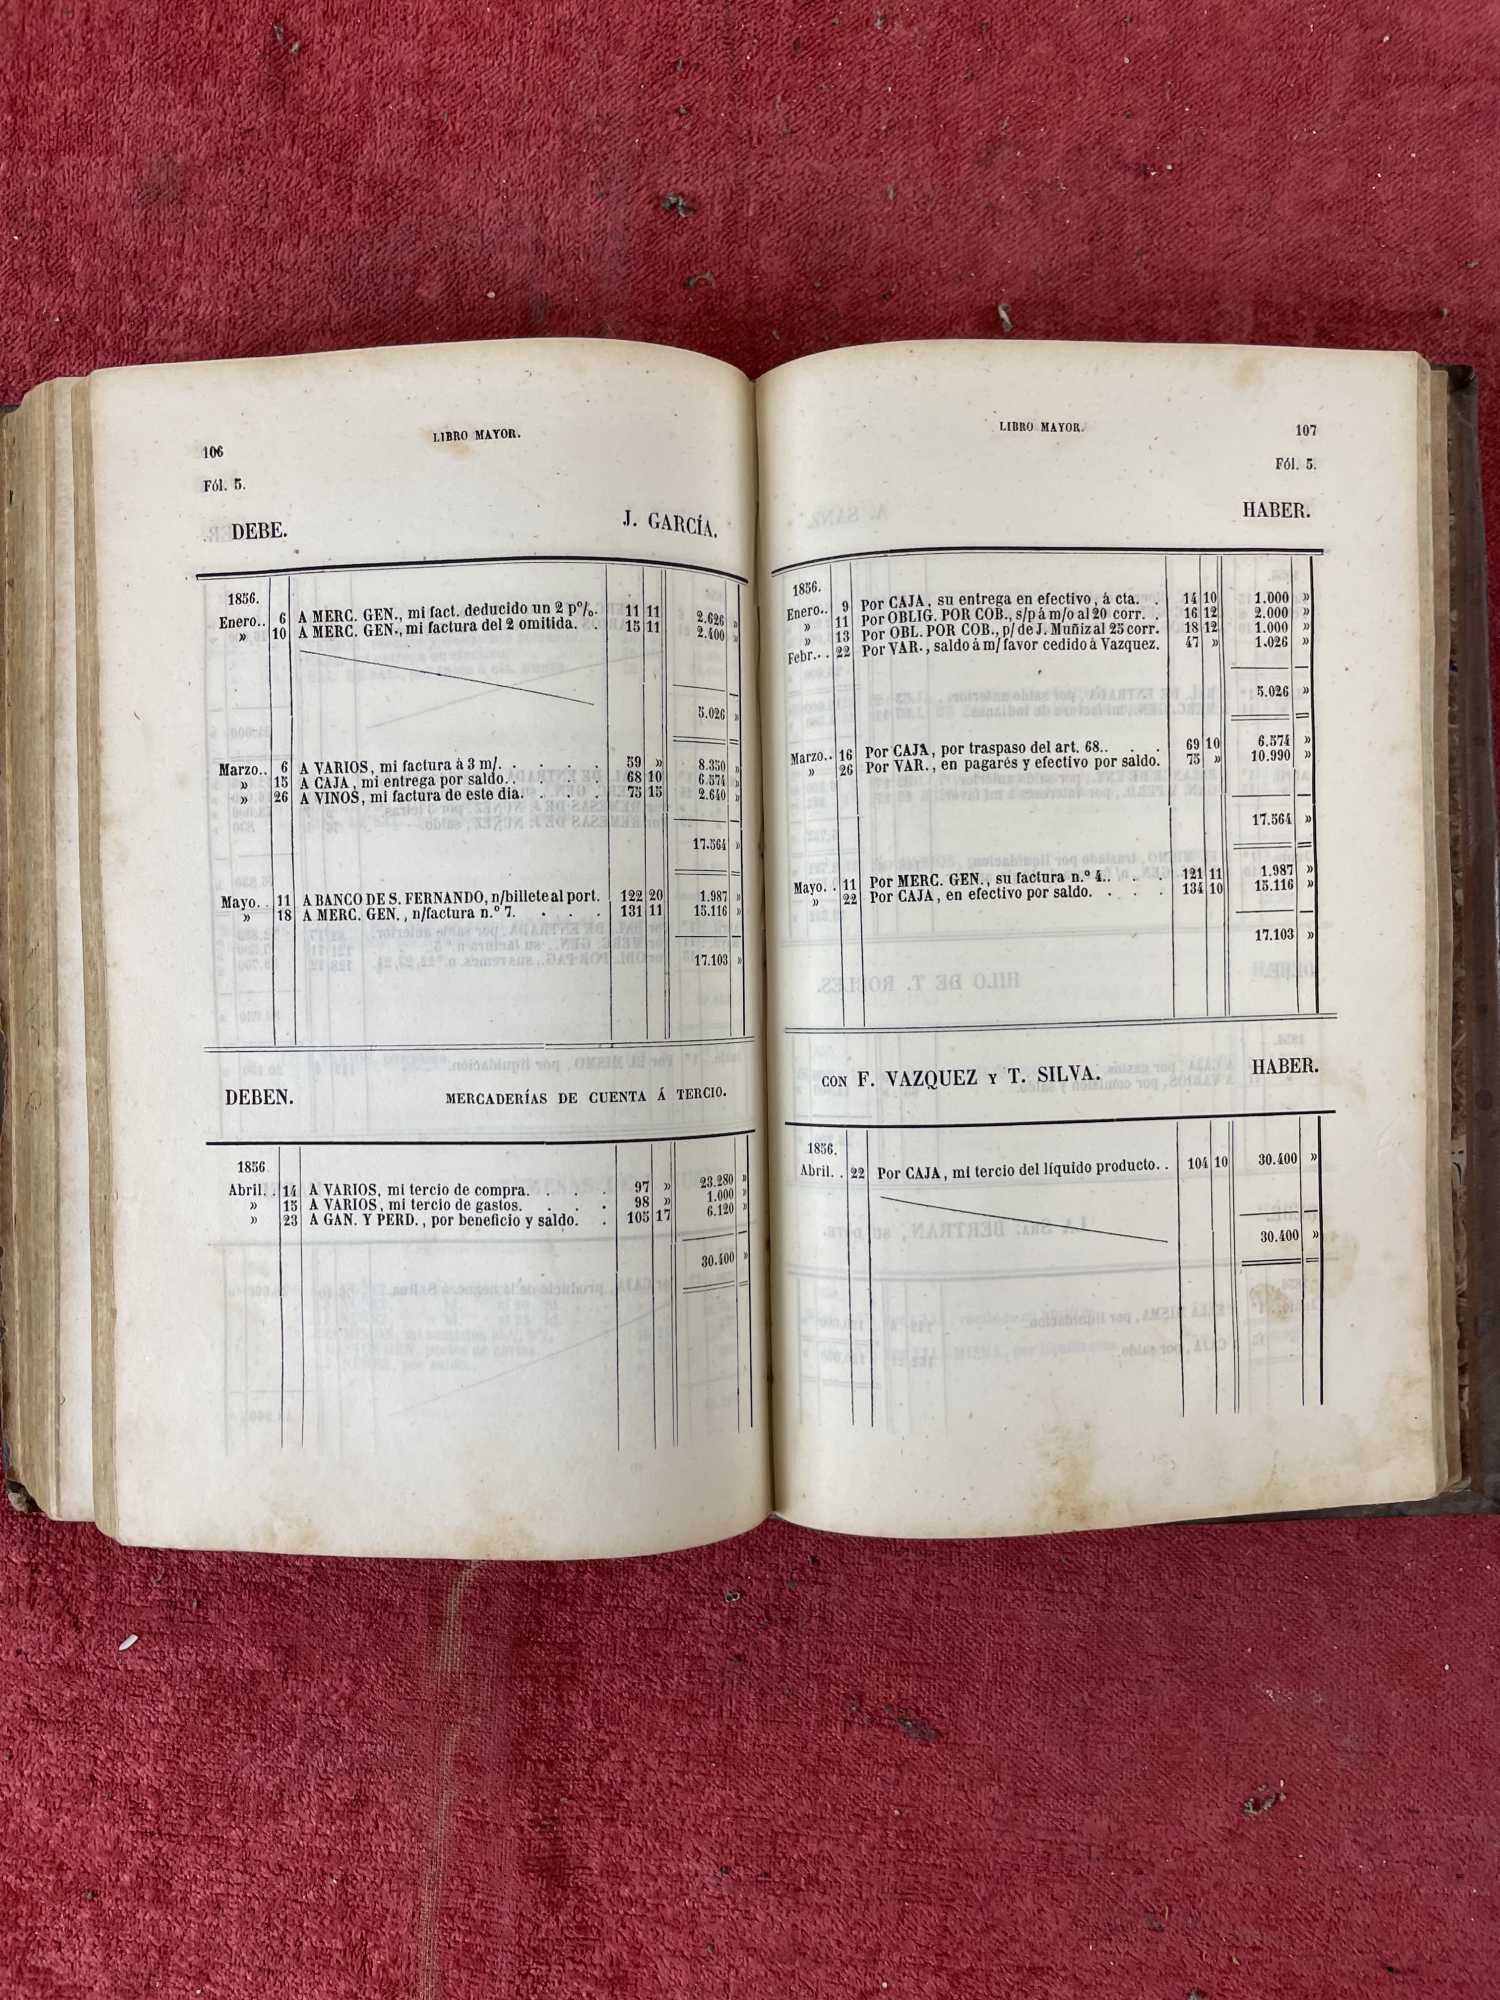 106
LIBRO MAYOR.
Fól. 5.
DEBE. J. GARCÍA.
1856.
Enero.. 6 A MERC. GEN., mi fact. deducido un 2 p%. 11 11 2.626 »
» 10 A MERC. GEN., mi factura del 2 omitida. . 15 11 2.400 »
5.026 »
Marzo.. 6 A VARIOS, mi factura à 3 m/. . . . . . 59 » 8.350 »
» 15 A CAJA, mi entrega por saldo. . . . . 68 10 6.574 »
» 26 A VINOS, mi factura de este dia. . . . . 75 15 2.640 »
17.564 »
Mayo. . 11 A BANCO DE S. FERNANDO, n/billete al port. 122 20 1.987 »
» 18 A MERC. GEN., n/factura n.º 7. . . . . 131 11 15.116 »
17.103 »
DEBEN. MERCADERÍAS DE CUENTA Á TERCIO.
1856
Abril. . 14 A VARIOS, mi tercio de compra. . . . . 97 » 23.280 »
» 15 A VARIOS, mi tercio de gastos. . . . . 98 » 1.000 »
» 23 A GAN. Y PERD., por beneficio y saldo. . 105 17 6.120 »
30.400 »
LIBRO MAYOR.
107
Fól. 5.
HABER.
1856.
Enero.. 9 Por CAJA, su entrega en efectivo, á cta. . 14 10 1.000 »
» 11 Por OBLIG. POR COB., s/p á m/o al 20 corr. . 16 12 2.000 »
» 13 Por OBL. POR COB., p/ de J. Muñiz al 25 corr. 18 12 1.000 »
Febr.. . 22 Por VAR., saldo á m/ favor cedido à Vazquez. 47 » 1.026 »
5.026 »
Marzo.. 16 Por CAJA, por traspaso del art. 68.. . . 69 10 6.574 »
» 26 Por VAR., en pagarés y efectivo por saldo. 75 » 10.990 »
17.564 »
Mayo. . 11 Por MERC. GEN., su factura n.º 4.. . . 121 11 1.987 »
» 22 Por CAJA, en efectivo por saldo. . . . 134 10 15.116 »
17.103 »
CON F. VAZQUEZ Y T. SILVA. HABER.
1856.
Abril. . 22 Por CAJA, mi tercio del líquido producto. . 104 10 30.400 »
30.400 »